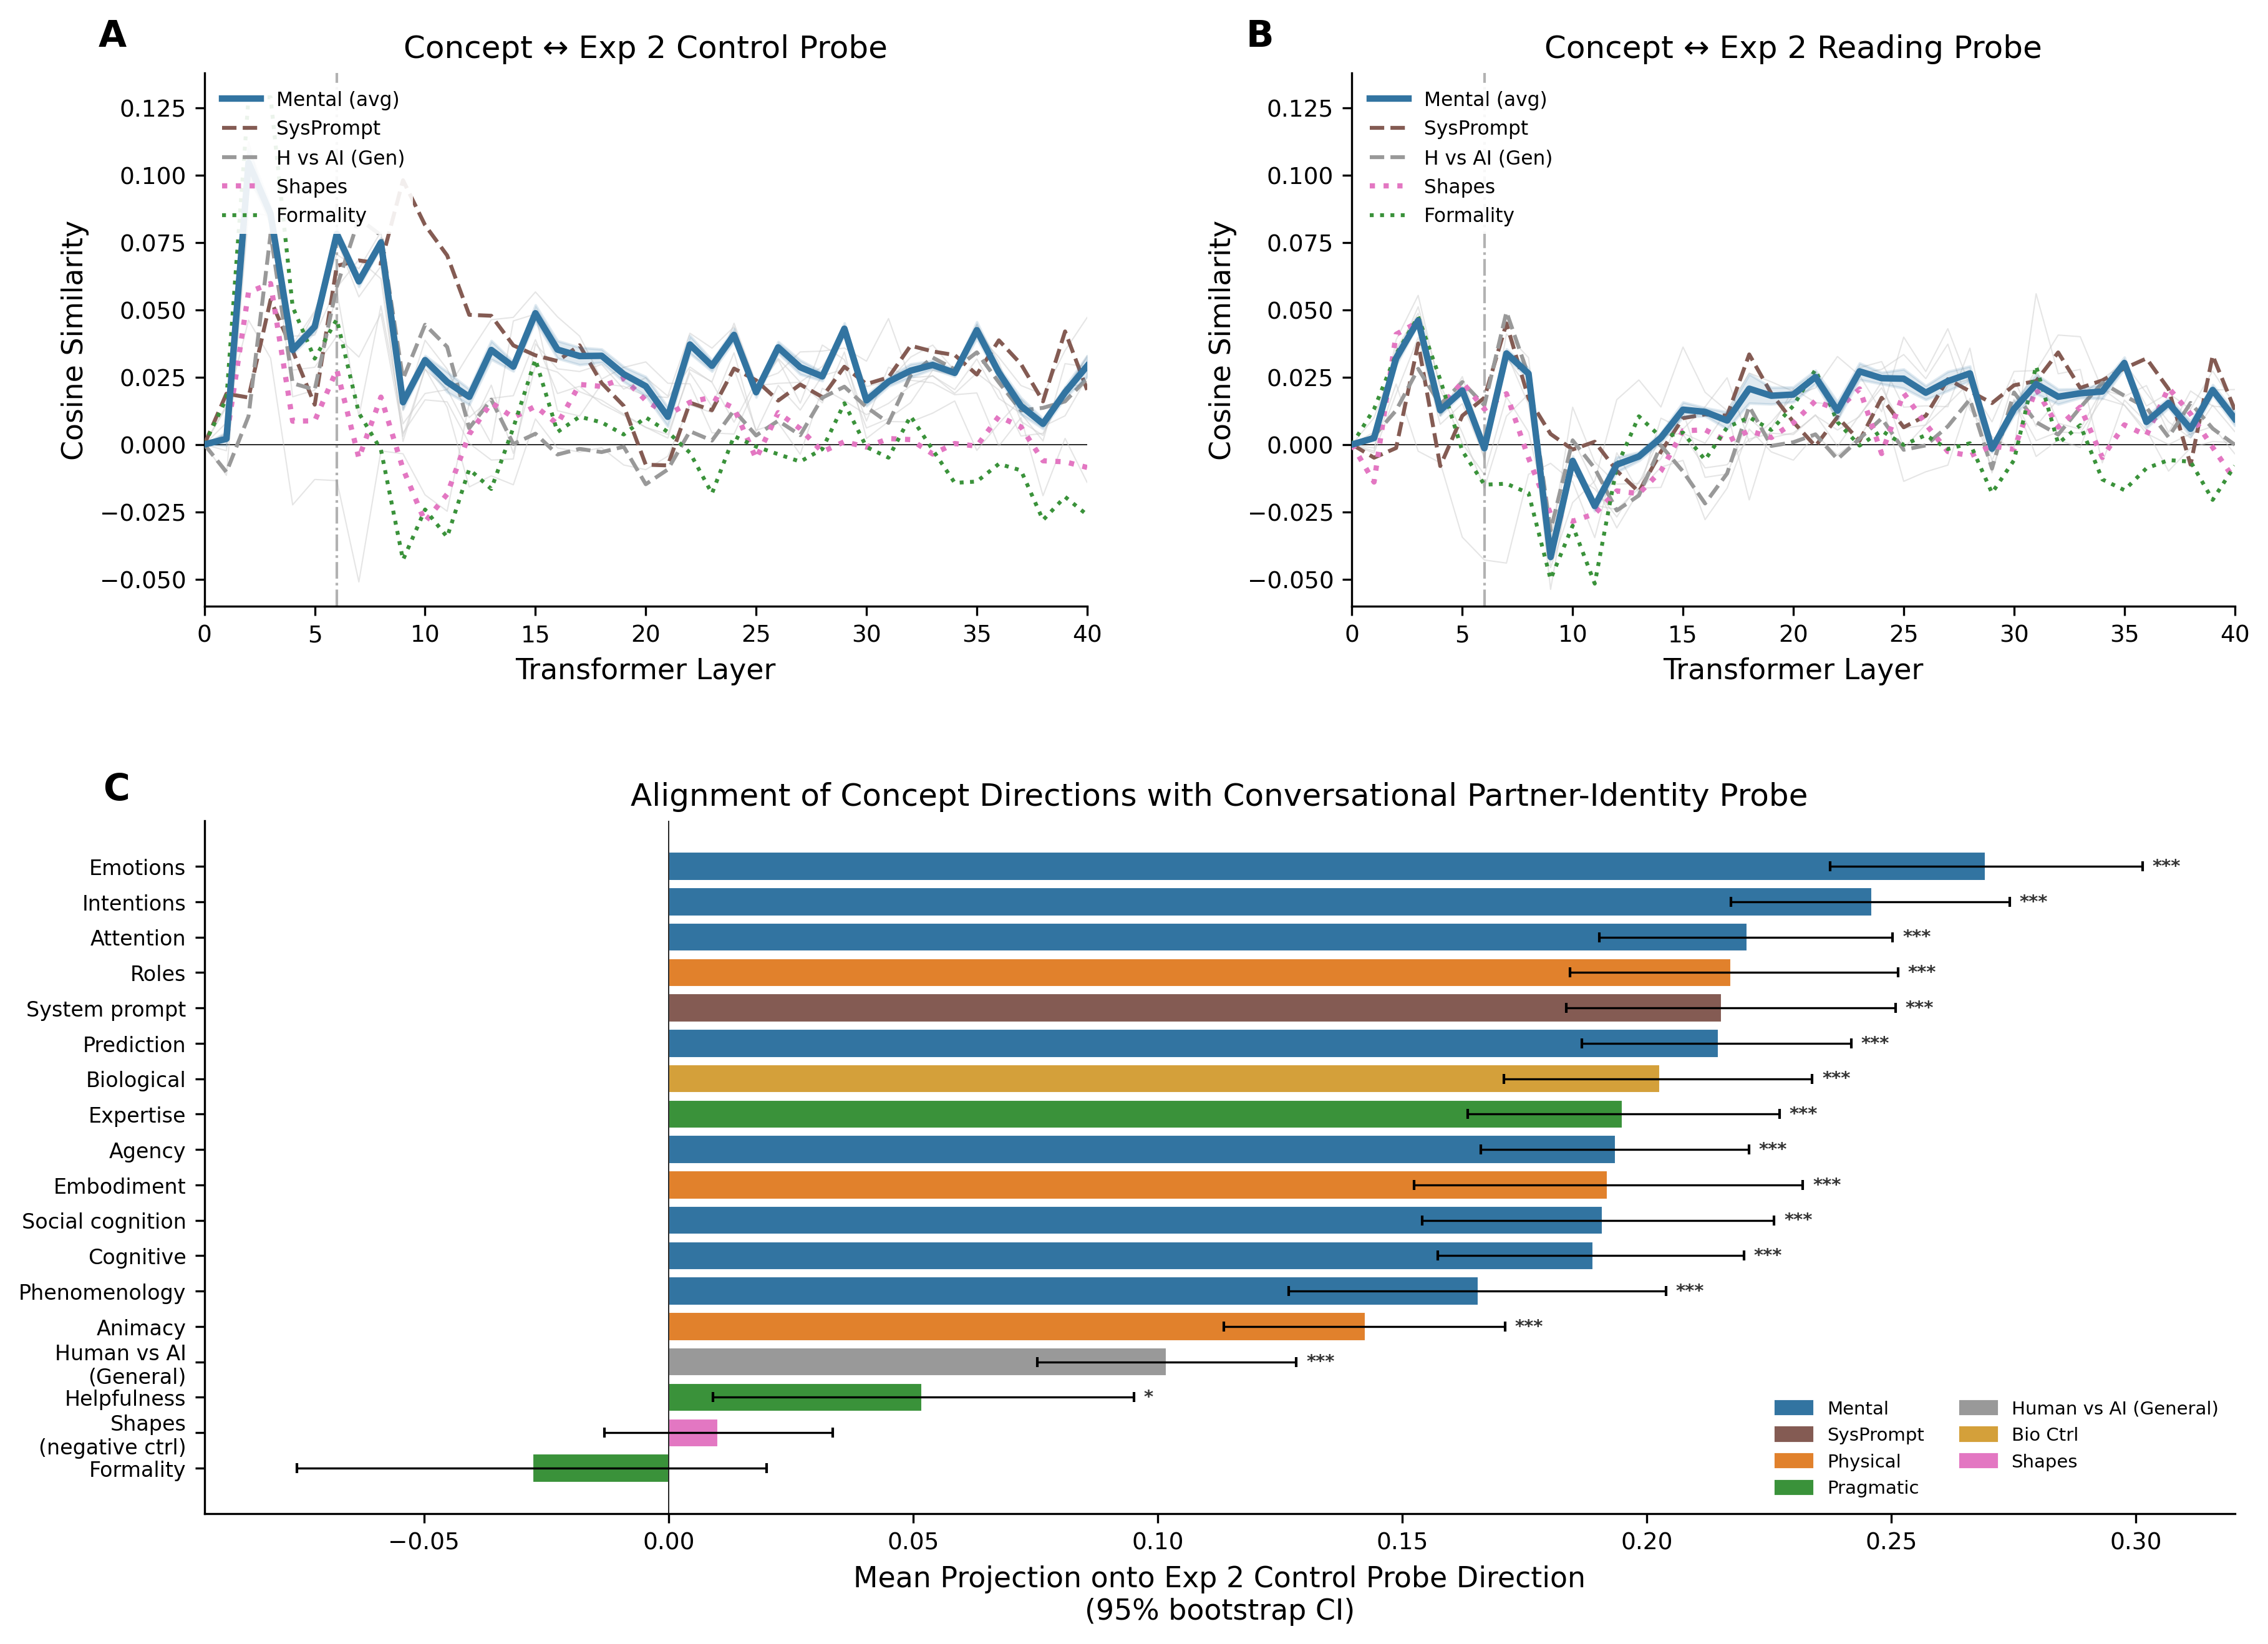 A
Concept ↔ Exp 2 Control Probe
Cosine Similarity
0.125
0.100
0.075
0.050
0.025
0.000
−0.025
−0.050
Mental (avg)
SysPrompt
H vs AI (Gen)
Shapes
Formality
0 5 10 15 20 25 30 35 40
Transformer Layer
B
Concept ↔ Exp 2 Reading Probe
Cosine Similarity
0.125
0.100
0.075
0.050
0.025
0.000
−0.025
−0.050
Mental (avg)
SysPrompt
H vs AI (Gen)
Shapes
Formality
0 5 10 15 20 25 30 35 40
Transformer Layer
C
Alignment of Concept Directions with Conversational Partner-Identity Probe
Emotions ***
Intentions ***
Attention ***
Roles ***
System prompt ***
Prediction ***
Biological ***
Expertise ***
Agency ***
Embodiment ***
Social cognition ***
Cognitive ***
Phenomenology ***
Animacy ***
Human vs AI
(General) ***
Helpfulness *
Shapes
(negative ctrl)
Formality
Mental
SysPrompt
Physical
Pragmatic
Human vs AI (General)
Bio Ctrl
Shapes
−0.05 0.00 0.05 0.10 0.15 0.20 0.25 0.30
Mean Projection onto Exp 2 Control Probe Direction
(95% bootstrap CI)